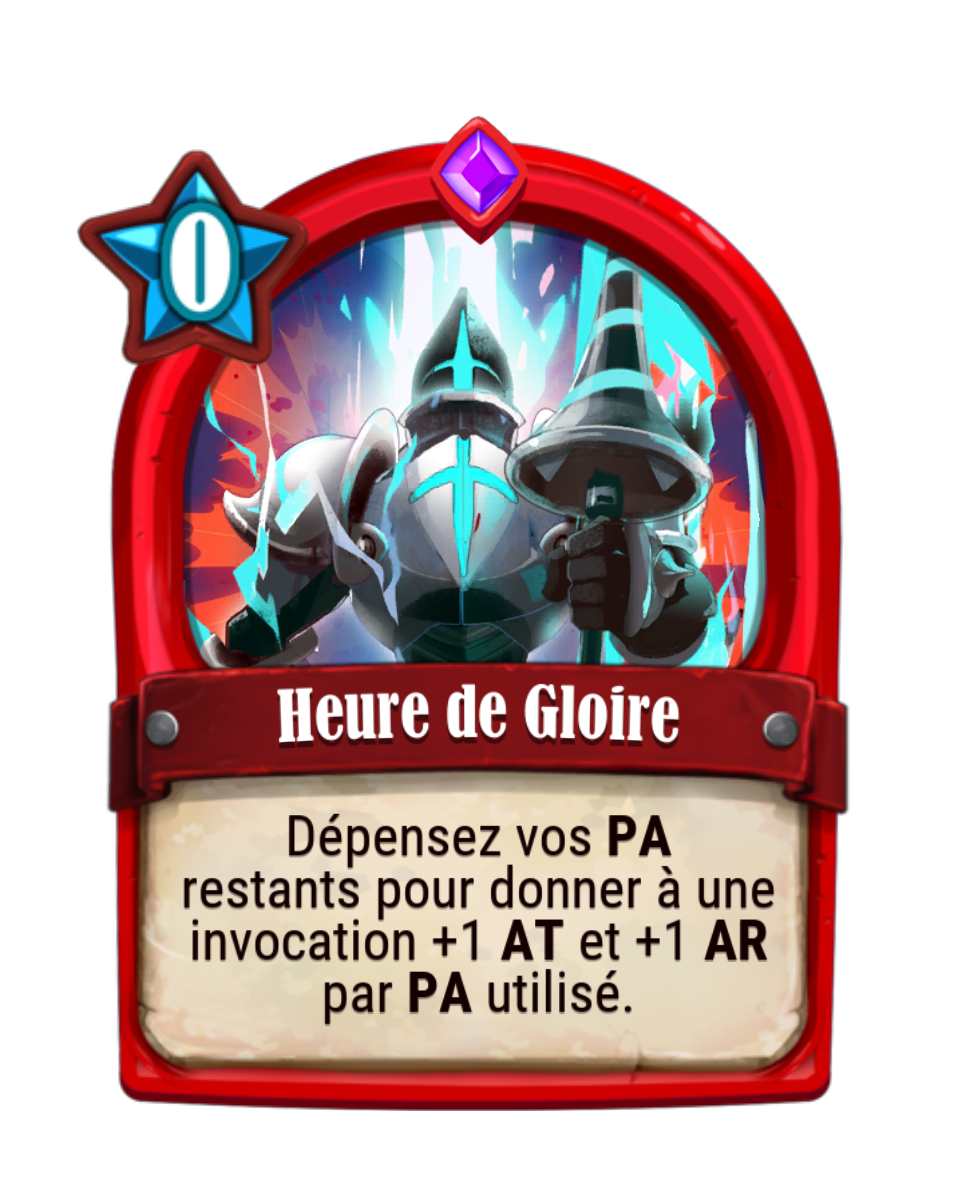 0
Heure de Gloire
Dépensez vos PA
restants pour donner à une
invocation +1 AT et +1 AR
par PA utilisé.